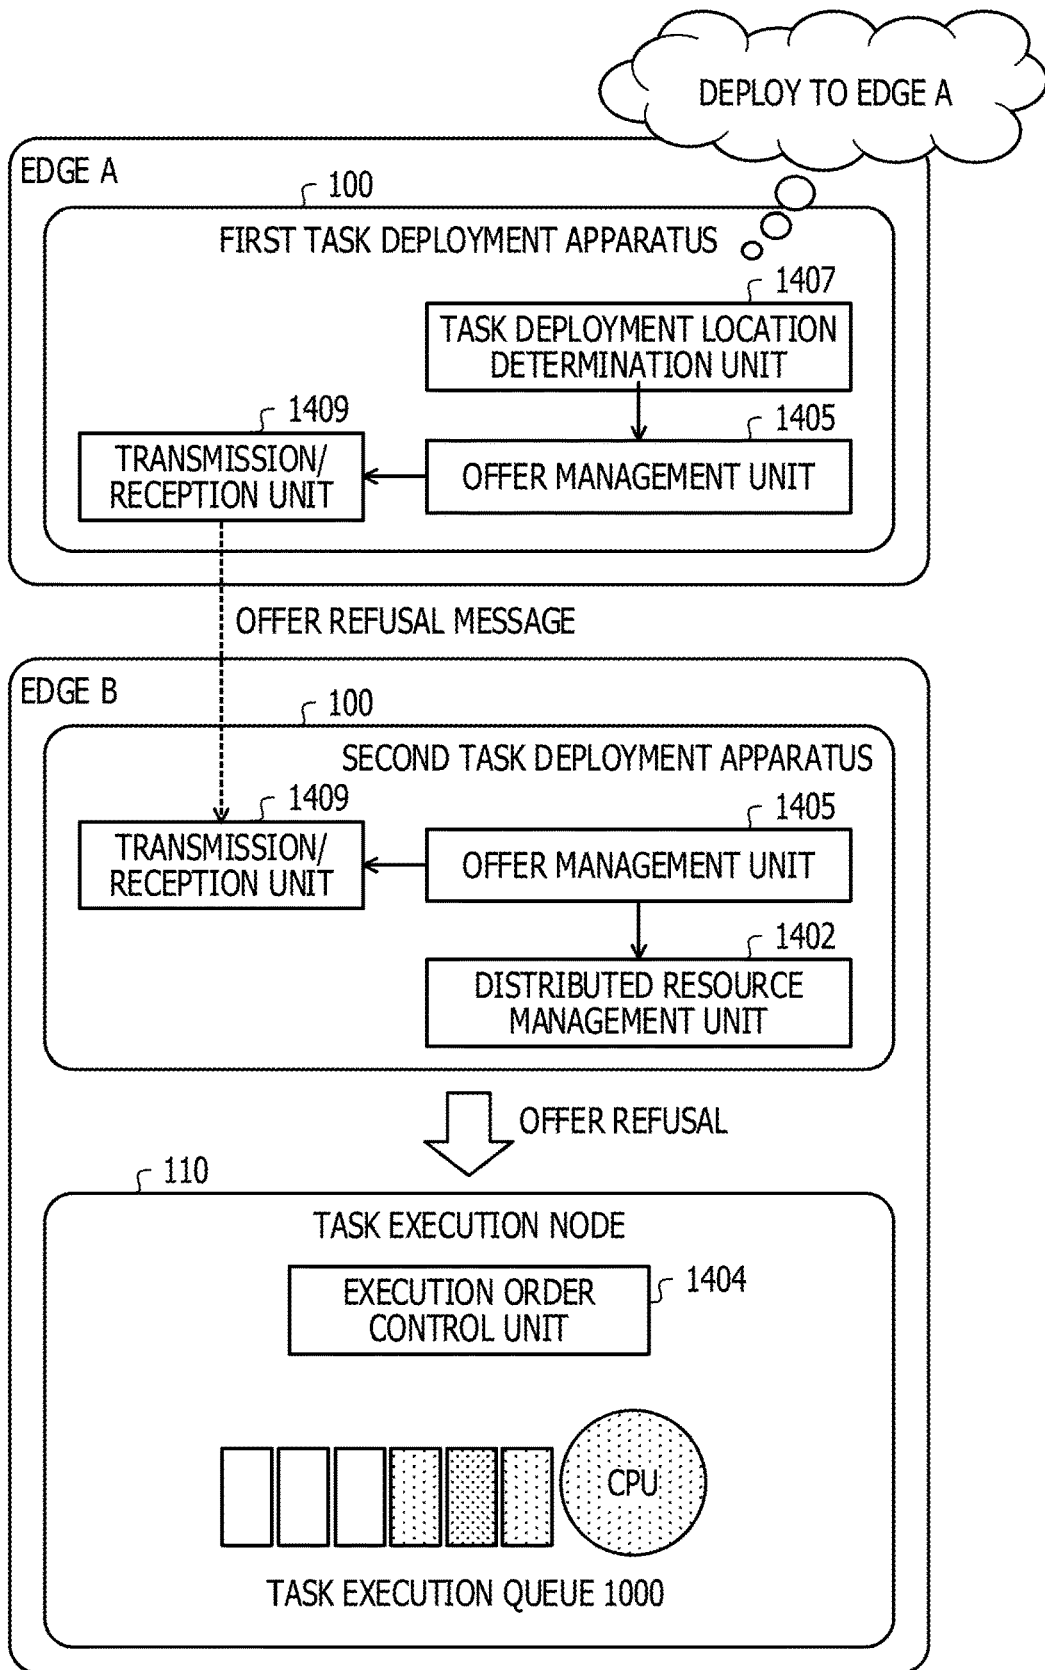 DEPLOY TO EDGE A
EDGE A
100
FIRST TASK DEPLOYMENT APPARATUS
1407
TASK DEPLOYMENT LOCATION
DETERMINATION UNIT
1409
TRANSMISSION/
RECEPTION UNIT
1405
OFFER MANAGEMENT UNIT
OFFER REFUSAL MESSAGE
EDGE B
100
SECOND TASK DEPLOYMENT APPARATUS
1409
TRANSMISSION/
RECEPTION UNIT
1405
OFFER MANAGEMENT UNIT
1402
DISTRIBUTED RESOURCE
MANAGEMENT UNIT
OFFER REFUSAL
110
TASK EXECUTION NODE
EXECUTION ORDER
CONTROL UNIT
1404
CPU
TASK EXECUTION QUEUE 1000